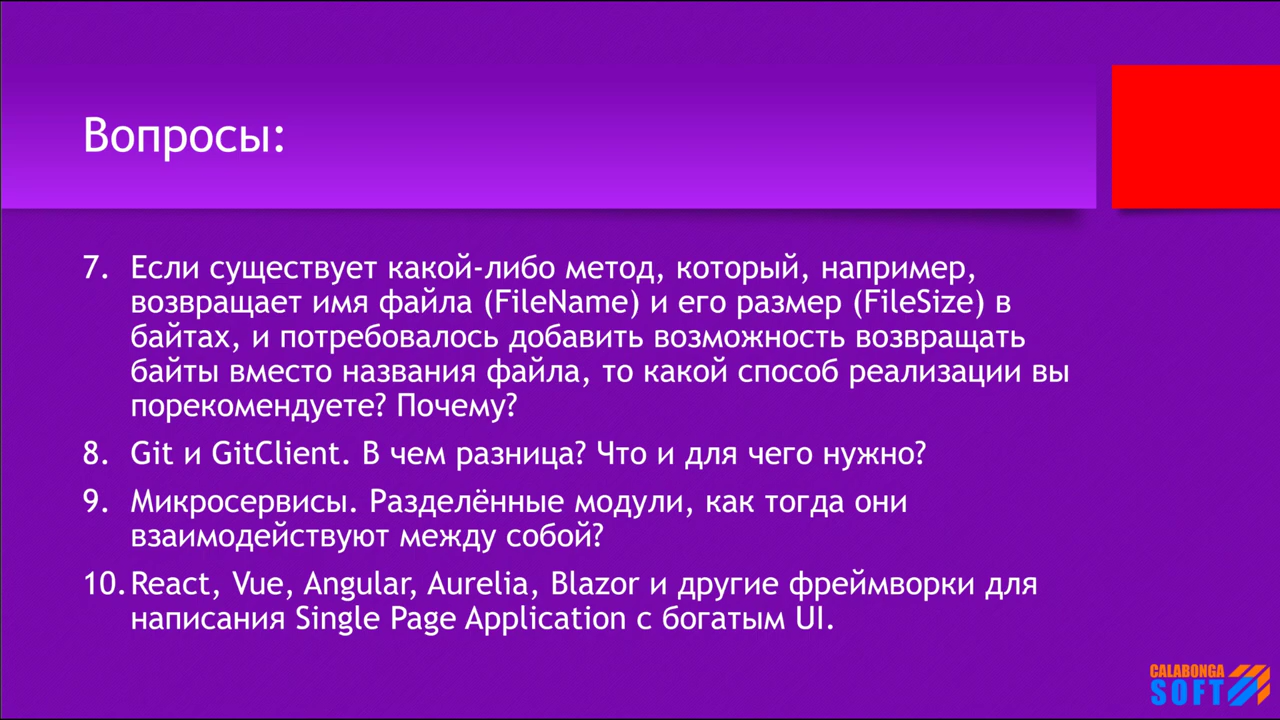 Вопросы:
7. Если существует какой-либо метод, который, например,
возвращает имя файла (FileName) и его размер (FileSize) в
байтах, и потребовалось добавить возможность возвращать
байты вместо названия файла, то какой способ реализации вы
порекомендуете? Почему?
8. Git и GitClient. В чем разница? Что и для чего нужно?
9. Микросервисы. Разделённые модули, как тогда они
взаимодействуют между собой?
10. React, Vue, Angular, Aurelia, Blazor и другие фреймворки для
написания Single Page Application с богатым UI.
CALABONGA
SOFT